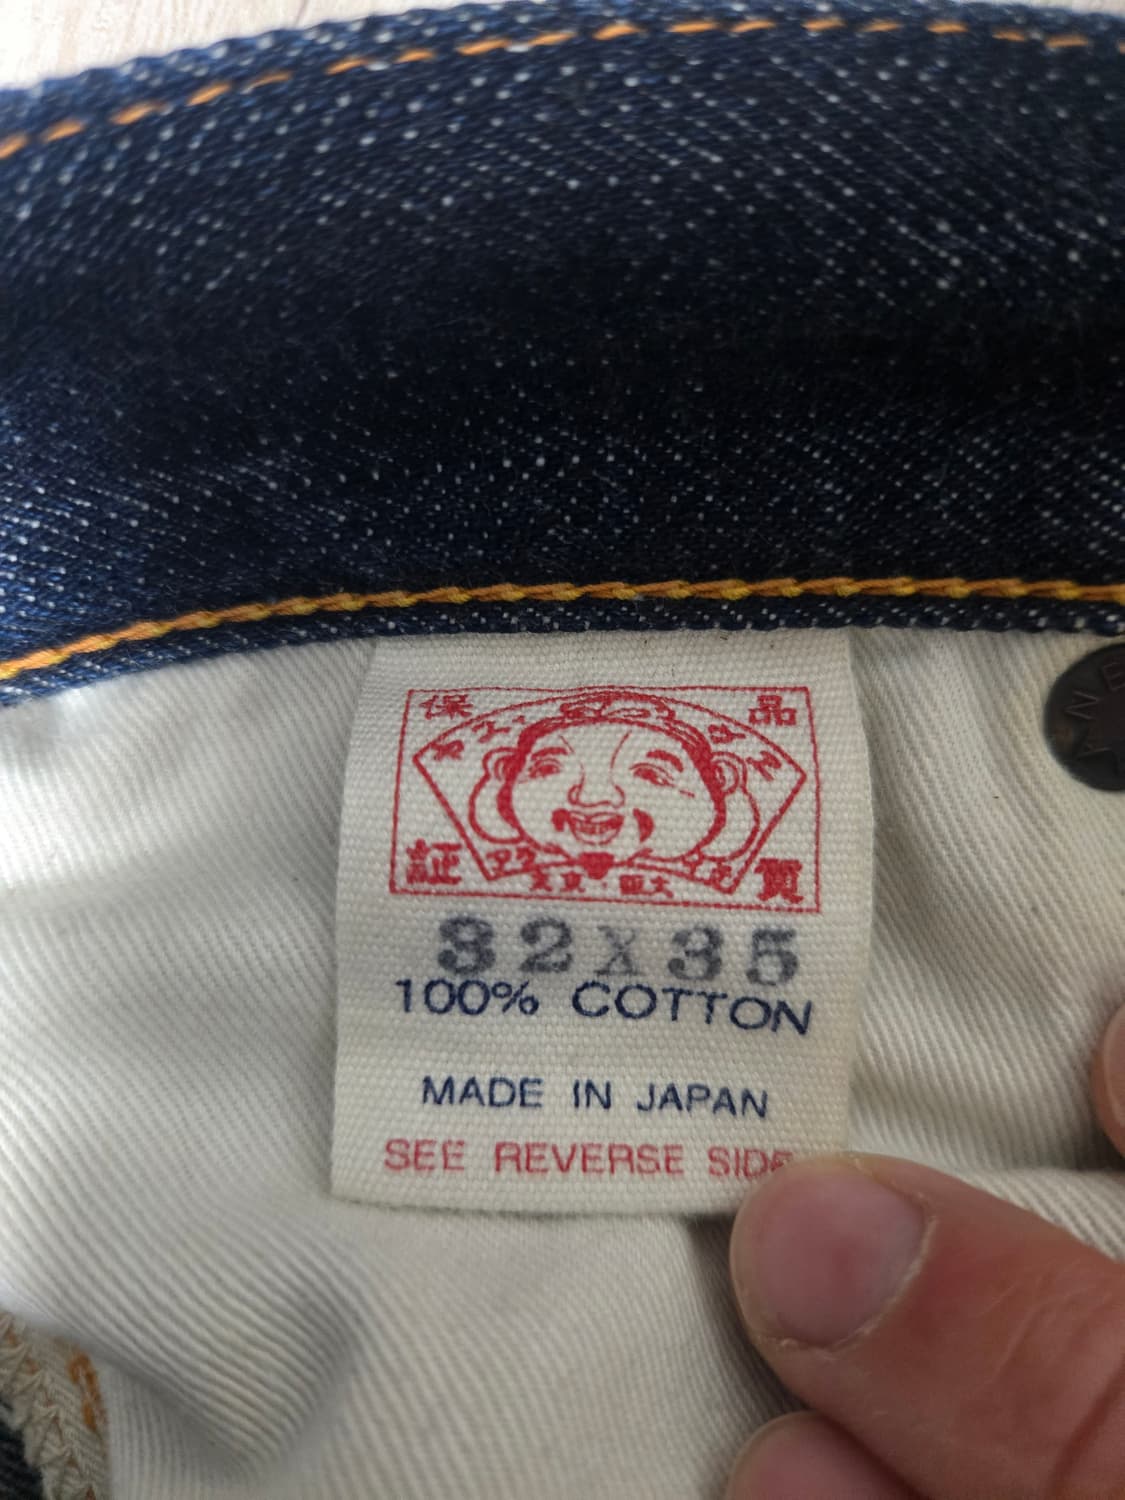 保 品
証 質
32X35
100% COTTON
MADE IN JAPAN
SEE REVERSE SIDE